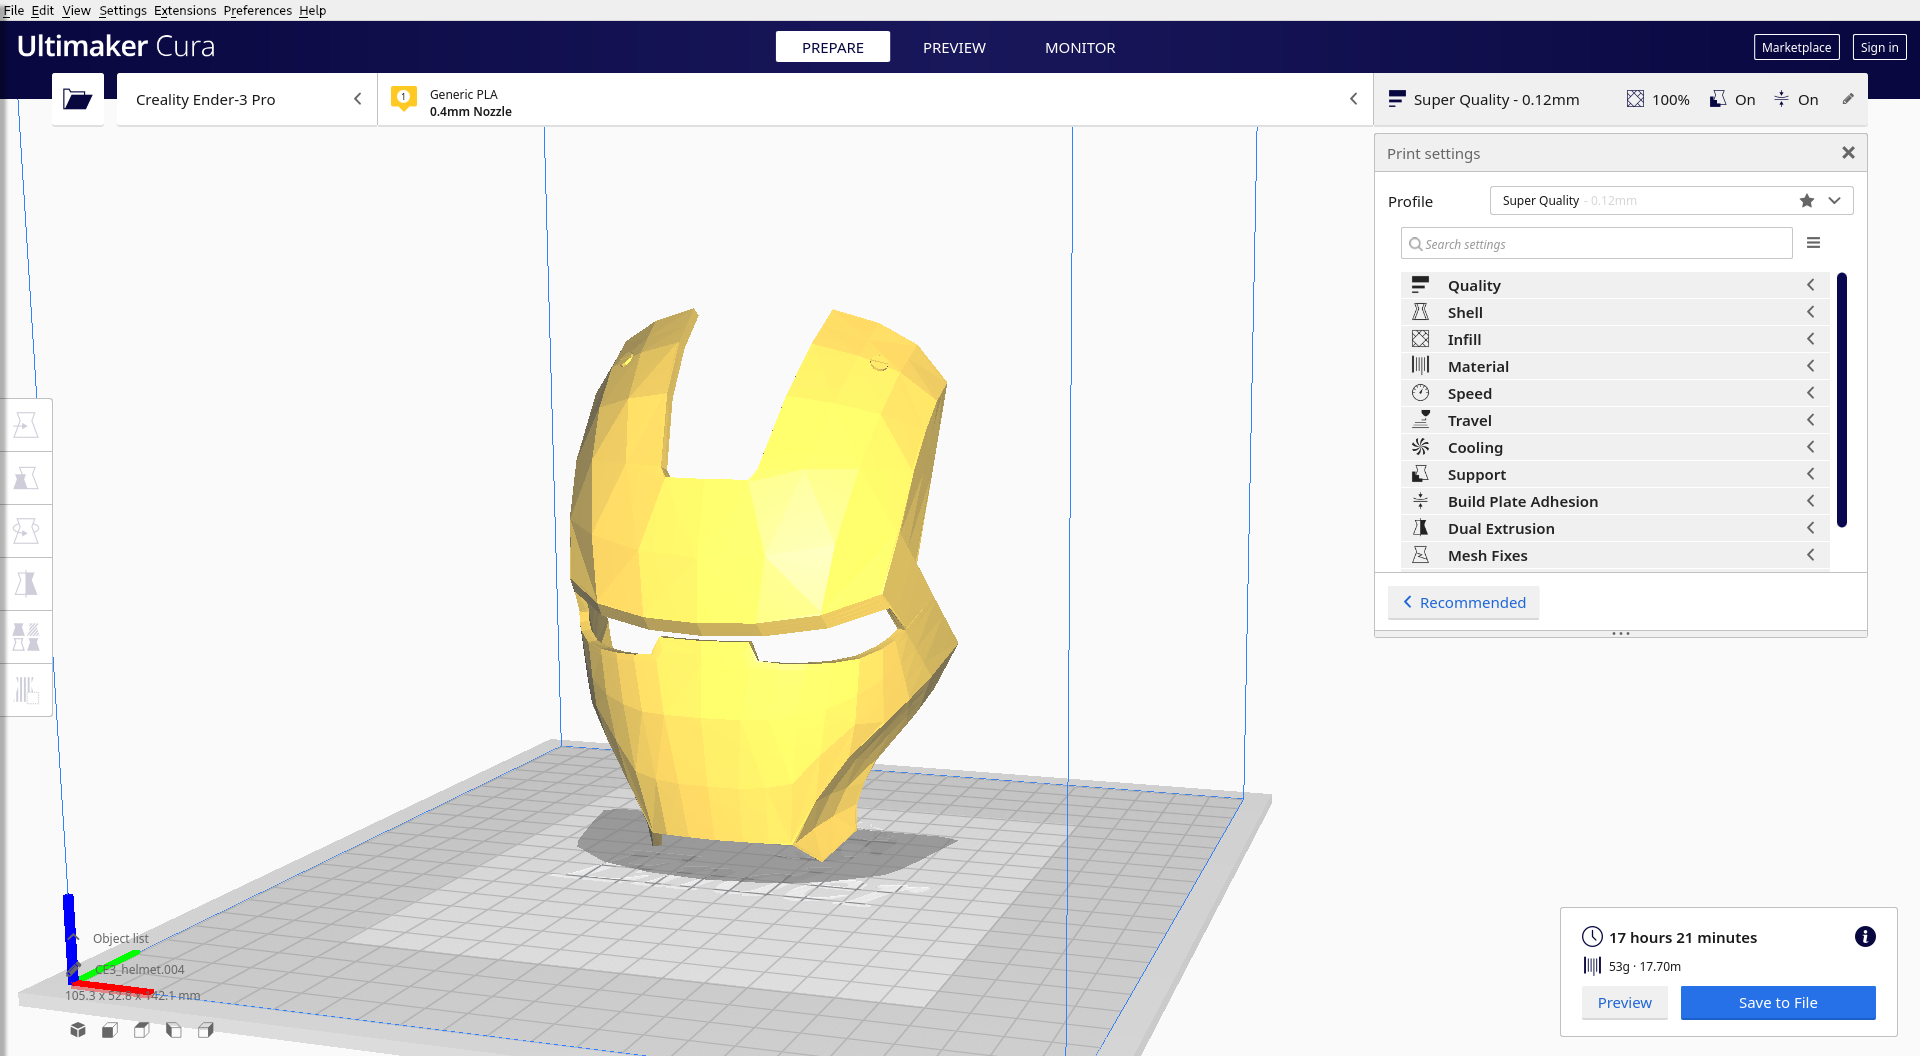 File Edit View Settings Extensions Preferences Help
Ultimaker Cura
PREPARE
PREVIEW
MONITOR
Marketplace
Sign in
Creality Ender-3 Pro
1
Generic PLA
0.4mm Nozzle
Super Quality - 0.12mm
100%
On
On
Print settings
Profile
Super Quality - 0.12mm
Search settings
Quality
Shell
Infill
Material
Speed
Travel
Cooling
Support
Build Plate Adhesion
Dual Extrusion
Mesh Fixes
Recommended
Object list
CE3_helmet.004
105.3 x 52.8 x 142.1 mm
17 hours 21 minutes
53g · 17.70m
Preview
Save to File